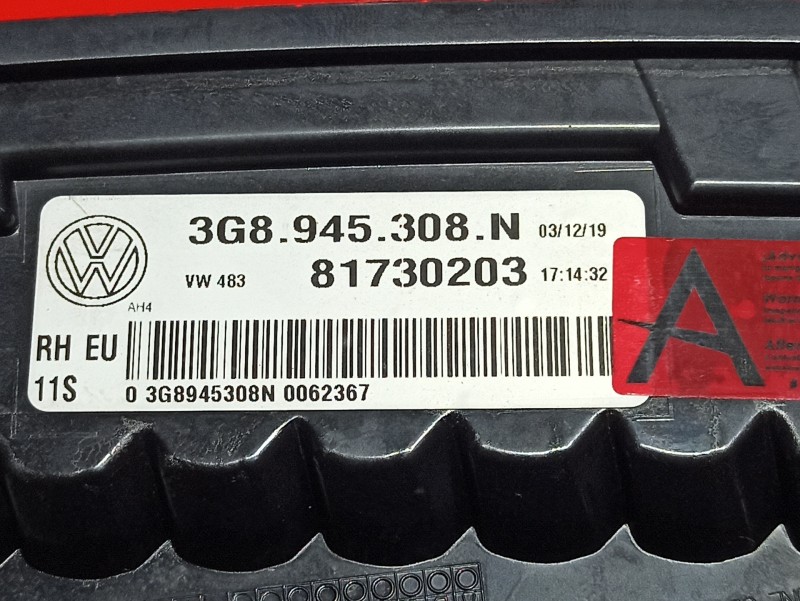 3G8.945.308.N 03/12/19
VW 483 81730203 17:14:32
AH4
RH EU
11S 0 3G8945308N 0062367
A